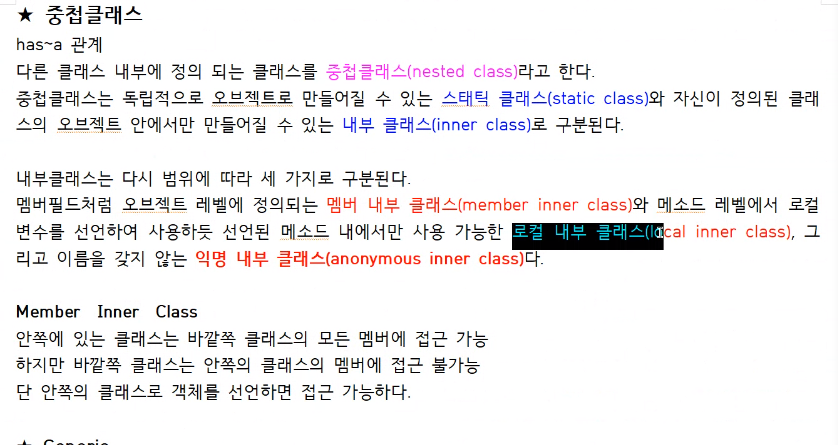 ★ 중첩클래스
has~a 관계
다른 클래스 내부에 정의 되는 클래스를 중첩클래스(nested class)라고 한다.
중첩클래스는 독립적으로 오브젝트로 만들어질 수 있는 스태틱 클래스(static class)와 자신이 정의된 클래
스의 오브젝트 안에서만 만들어질 수 있는 내부 클래스(inner class)로 구분된다.
내부클래스는 다시 범위에 따라 세 가지로 구분된다.
멤버필드처럼 오브젝트 레벨에 정의되는 멤버 내부 클래스(member inner class)와 메소드 레벨에서 로컬
변수를 선언하여 사용하듯 선언된 메소드 내에서만 사용 가능한 로컬 내부 클래스(local inner class), 그
리고 이름을 갖지 않는 익명 내부 클래스(anonymous inner class)다.
Member Inner Class
안쪽에 있는 클래스는 바깥쪽 클래스의 모든 멤버에 접근 가능
하지만 바깥쪽 클래스는 안쪽의 클래스의 멤버에 접근 불가능
단 안쪽의 클래스로 객체를 선언하면 접근 가능하다.